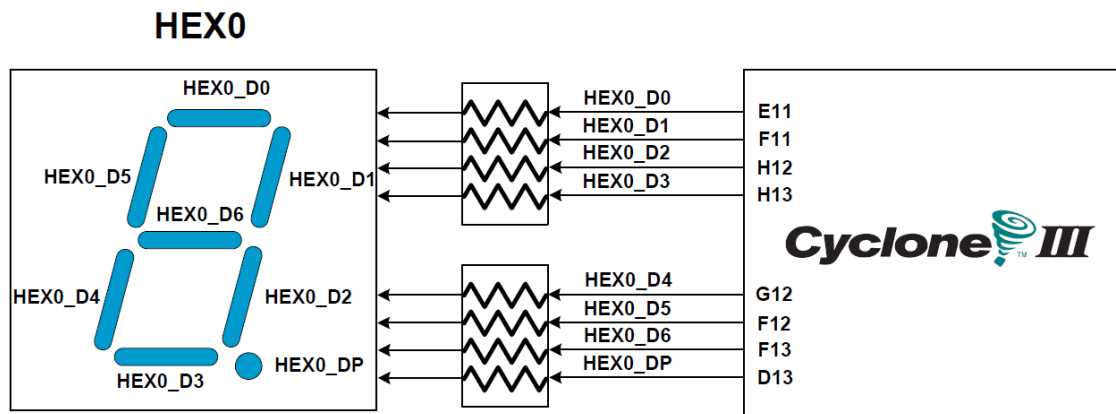 HEX0
HEX0_D0
HEX0_D5
HEX0_D1
HEX0_D6
HEX0_D4
HEX0_D2
HEX0_D3
HEX0_DP
HEX0_D0
HEX0_D1
HEX0_D2
HEX0_D3
HEX0_D4
HEX0_D5
HEX0_D6
HEX0_DP
E11
F11
H12
H13
Cyclone TM III
G12
F12
F13
D13